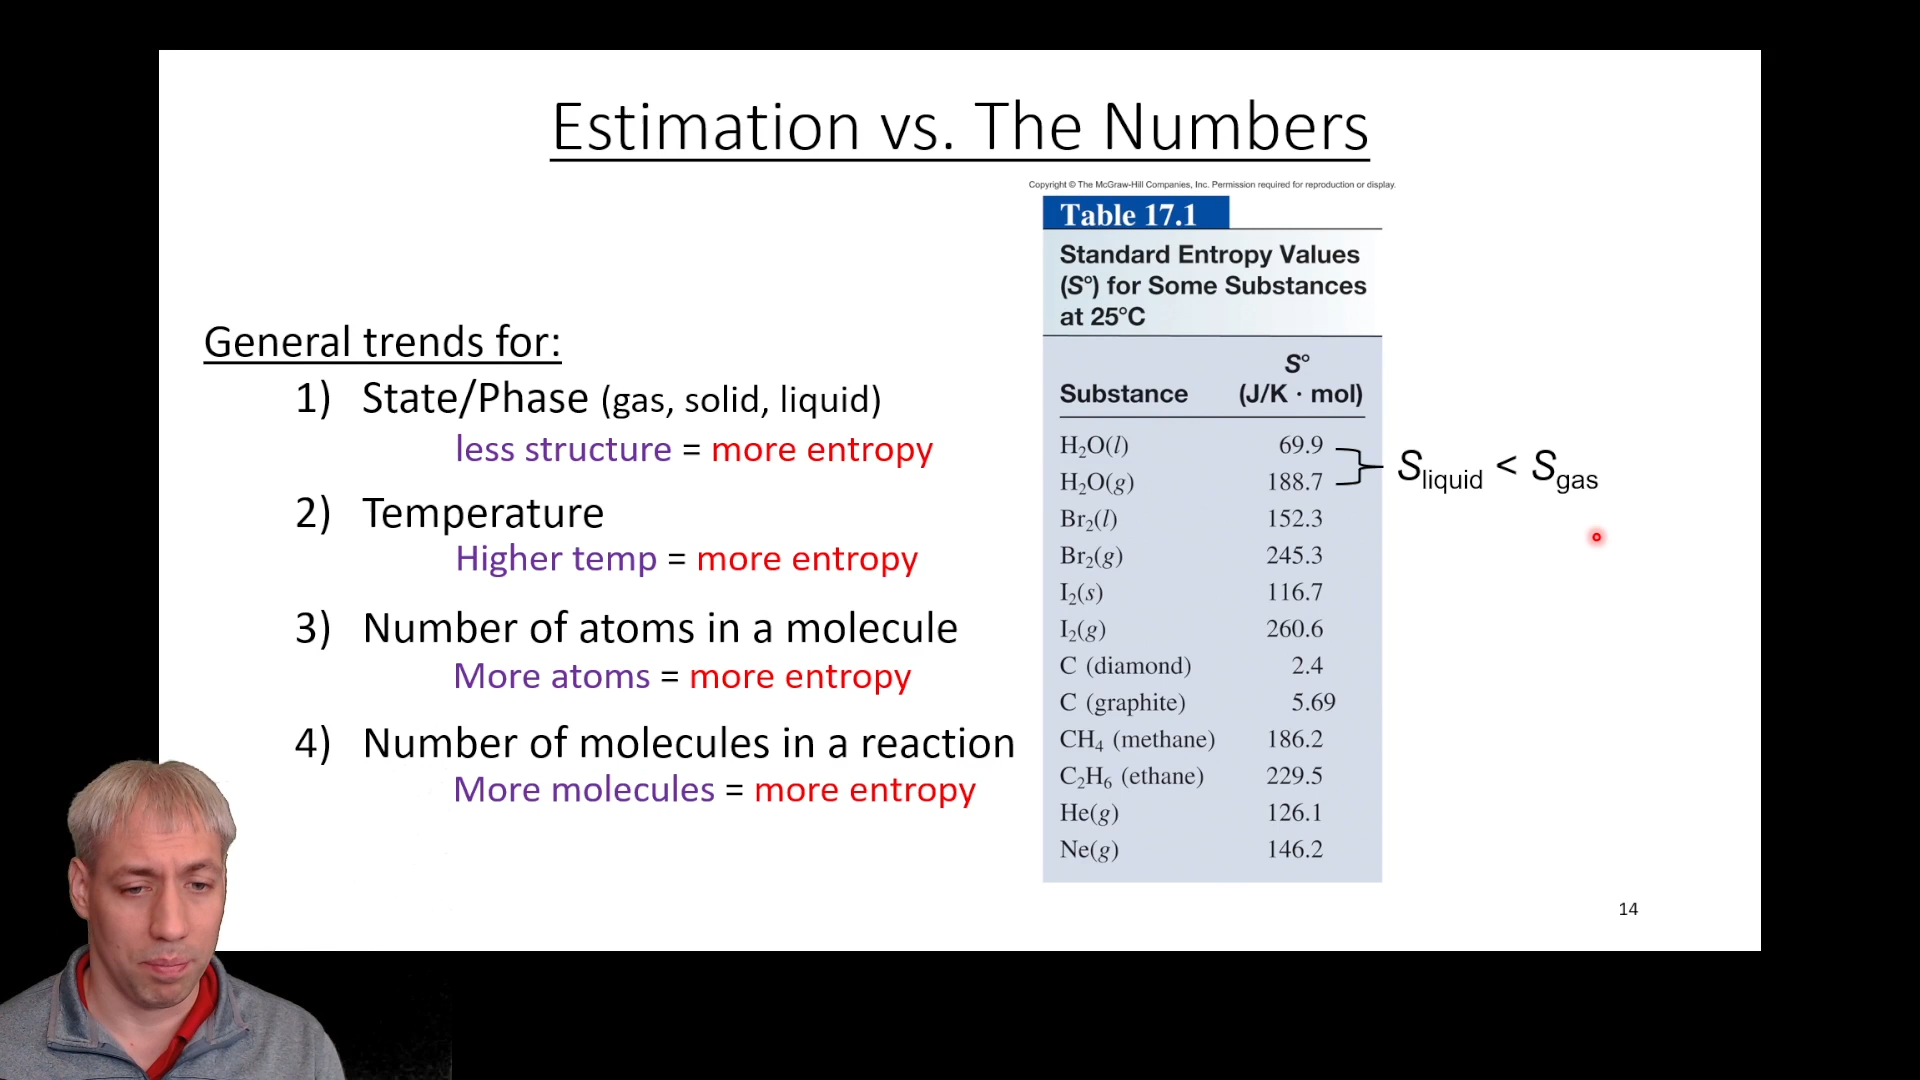 Estimation vs. The Numbers
General trends for:
1) State/Phase (gas, solid, liquid)
less structure = more entropy
2) Temperature
Higher temp = more entropy
3) Number of atoms in a molecule
More atoms = more entropy
4) Number of molecules in a reaction
More molecules = more entropy
Copyright © The McGraw-Hill Companies, Inc. Permission required for reproduction or display.
Table 17.1
Standard Entropy Values
(S°) for Some Substances
at 25°C
S°
Substance (J/K · mol)
H₂O(l) 69.9
H₂O(g) 188.7
Br₂(l) 152.3
Br₂(g) 245.3
I₂(s) 116.7
I₂(g) 260.6
C (diamond) 2.4
C (graphite) 5.69
CH₄ (methane) 186.2
C₂H₆ (ethane) 229.5
He(g) 126.1
Ne(g) 146.2
S liquid < S gas
14